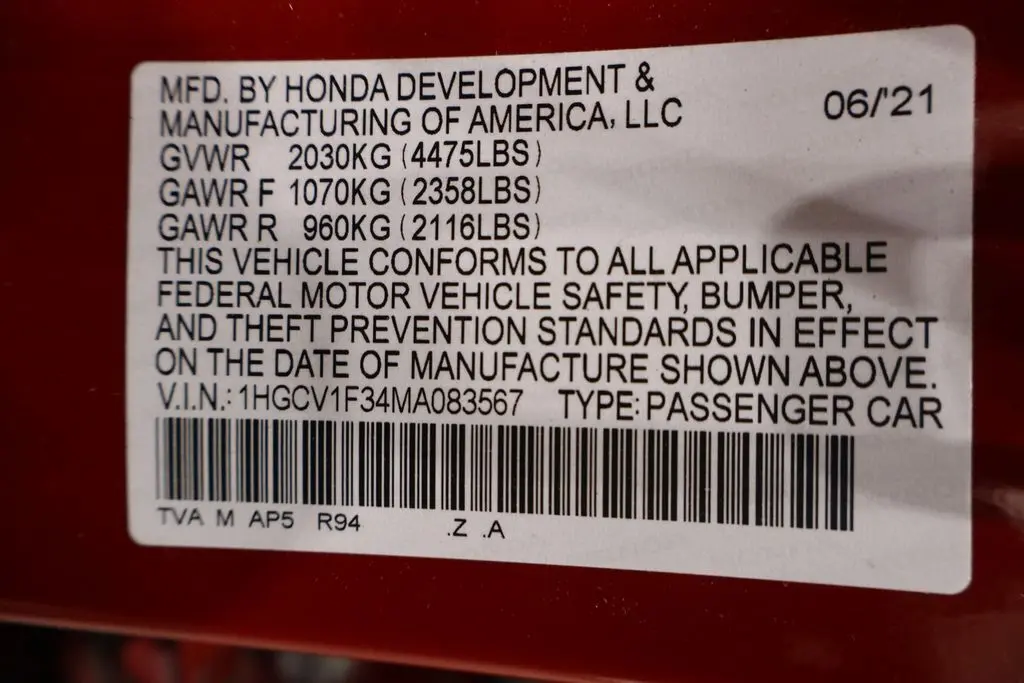 MFD. BY HONDA DEVELOPMENT &
MANUFACTURING OF AMERICA, LLC
06/'21
GVWR 2030KG (4475LBS)
GAWR F 1070KG (2358LBS)
GAWR R 960KG (2116LBS)
THIS VEHICLE CONFORMS TO ALL APPLICABLE
FEDERAL MOTOR VEHICLE SAFETY, BUMPER,
AND THEFT PREVENTION STANDARDS IN EFFECT
ON THE DATE OF MANUFACTURE SHOWN ABOVE.
V.I.N.: 1HGCV1F34MA083567 TYPE: PASSENGER CAR
TVA M AP5 R94 .Z .A